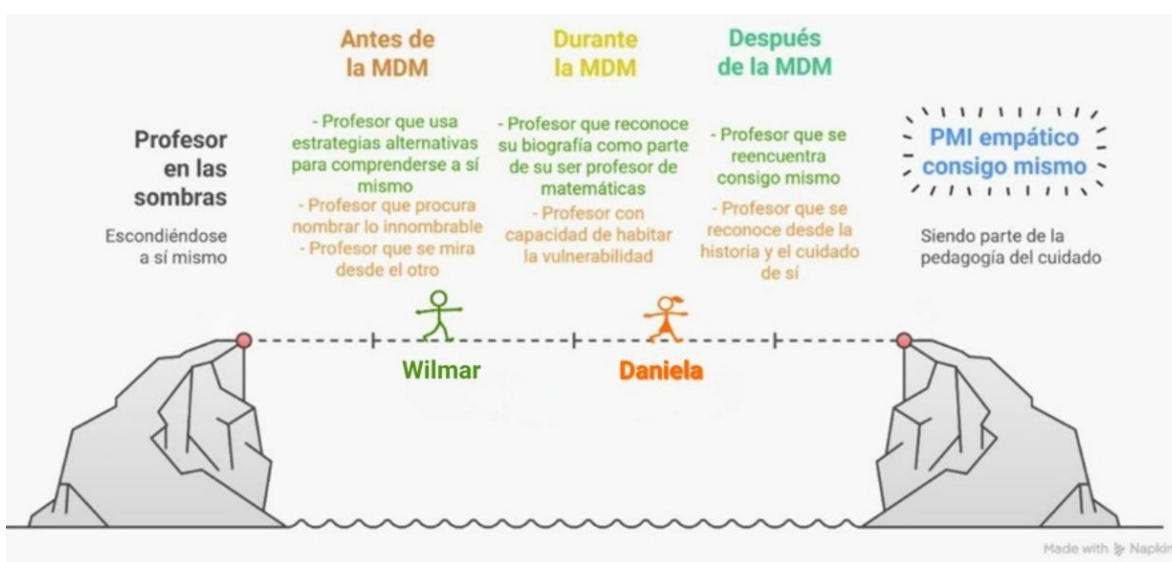 Antes de
la MDM
Durante
la MDM
Después
de la MDM
Profesor
en las
sombras
Escondiéndose
a sí mismo
- Profesor que usa
estrategias alternativas
para comprenderse a sí
mismo
- Profesor que procura
nombrar lo innombrable
- Profesor que se mira
desde el otro
- Profesor que reconoce
su biografía como parte
de su ser profesor de
matemáticas
- Profesor con
capacidad de habitar
la vulnerabilidad
- Profesor que se
reencuentra
consigo mismo
- Profesor que se
reconoce desde la
historia y el cuidado
de sí
PMI empático
consigo mismo
Siendo parte de la
pedagogía del cuidado
Wilmar
Daniela
Made with Napkin